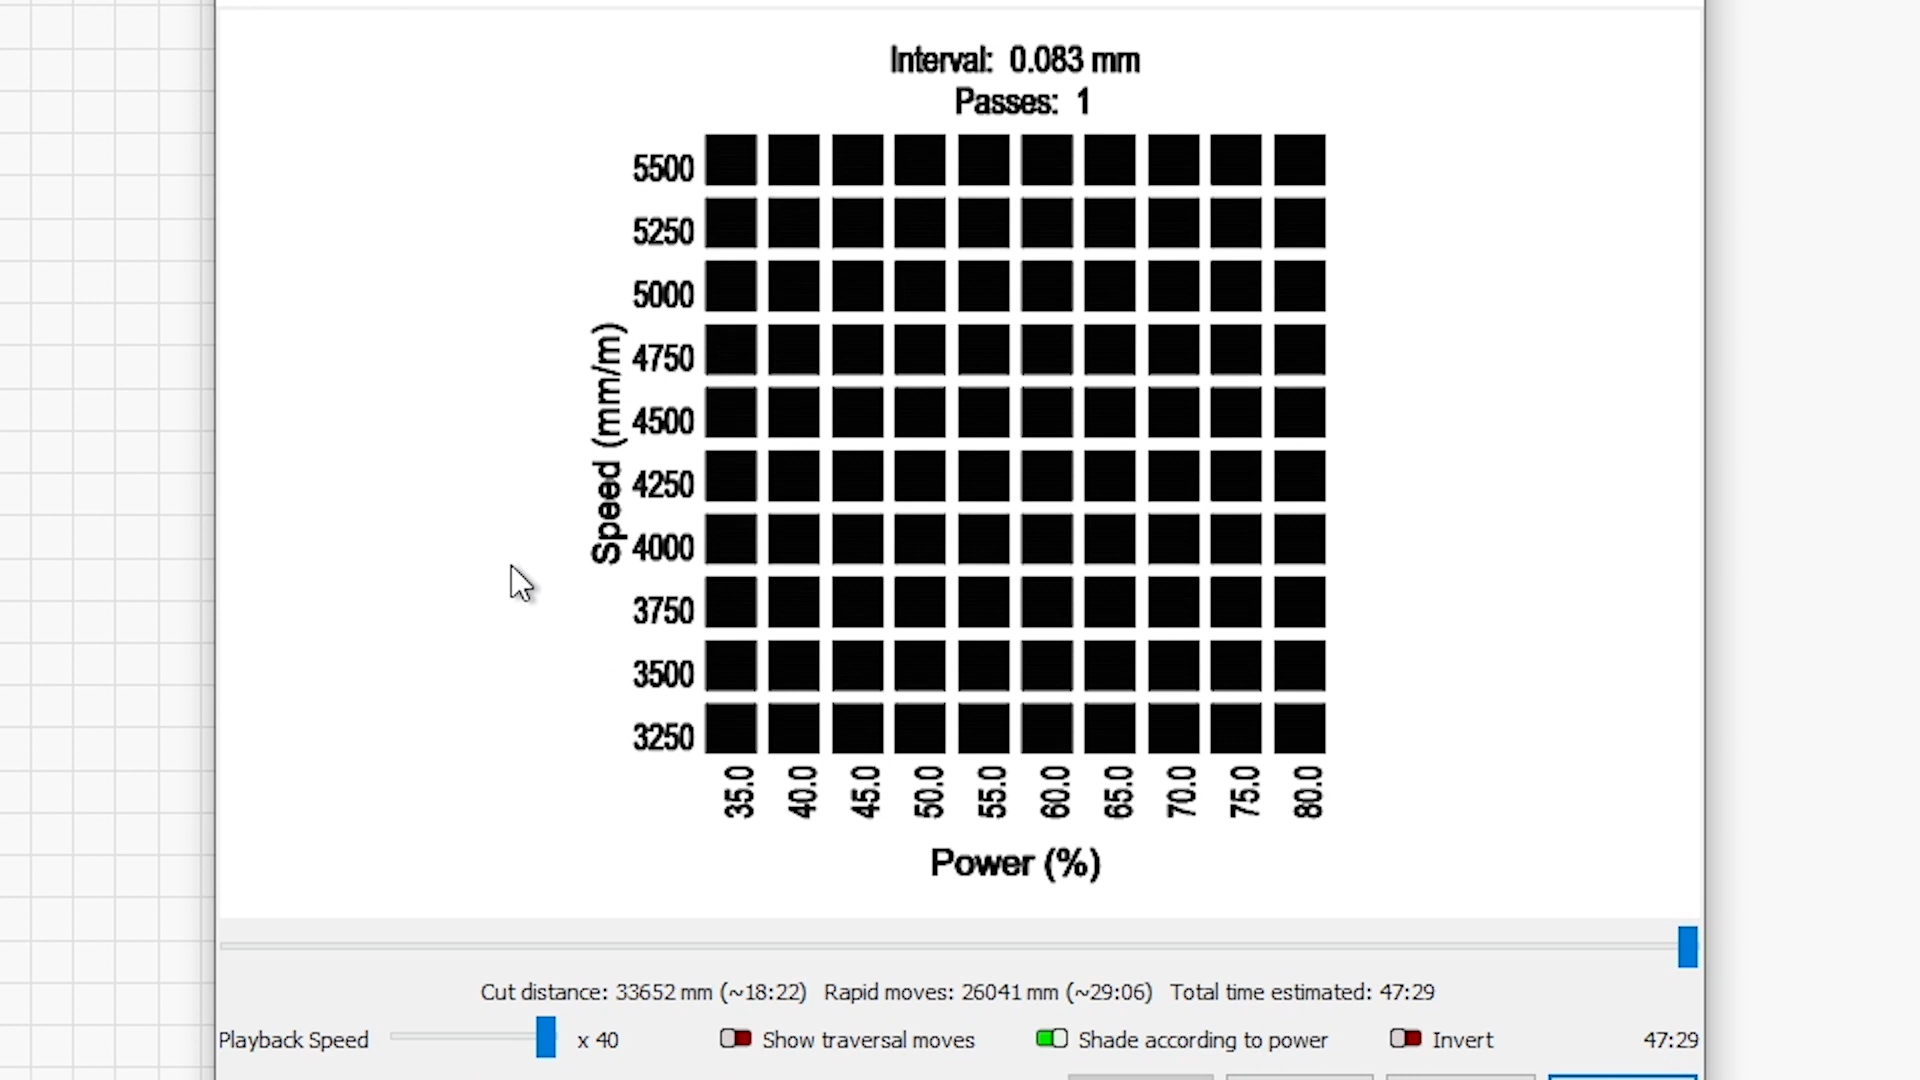 Interval: 0.083 mm
Passes: 1
Speed (mm/m)
5500
5250
5000
4750
4500
4250
4000
3750
3500
3250
35.0 40.0 45.0 50.0 55.0 60.0 65.0 70.0 75.0 80.0
Power (%)
Cut distance: 33652 mm (~18:22) Rapid moves: 26041 mm (~29:06) Total time estimated: 47:29
Playback Speed x 40 Show traversal moves Shade according to power Invert 47:29